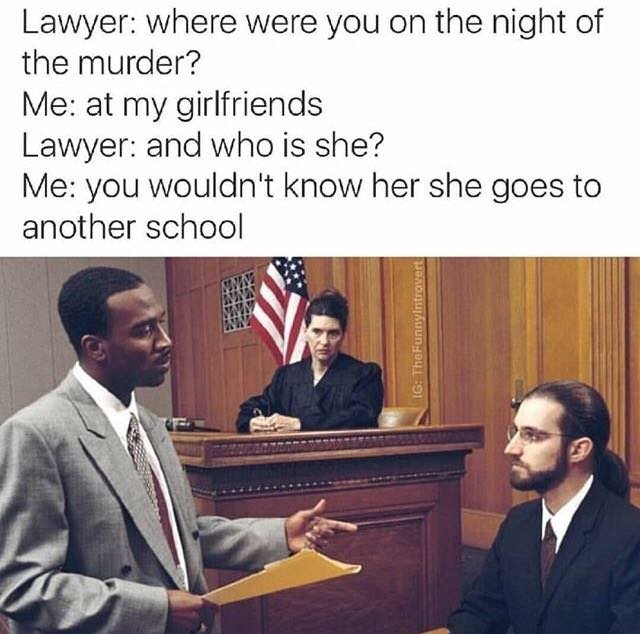 Lawyer: where were you on the night of
the murder?
Me: at my girlfriends
Lawyer: and who is she?
Me: you wouldn't know her she goes to
another school
IG: TheFunnyIntrovert